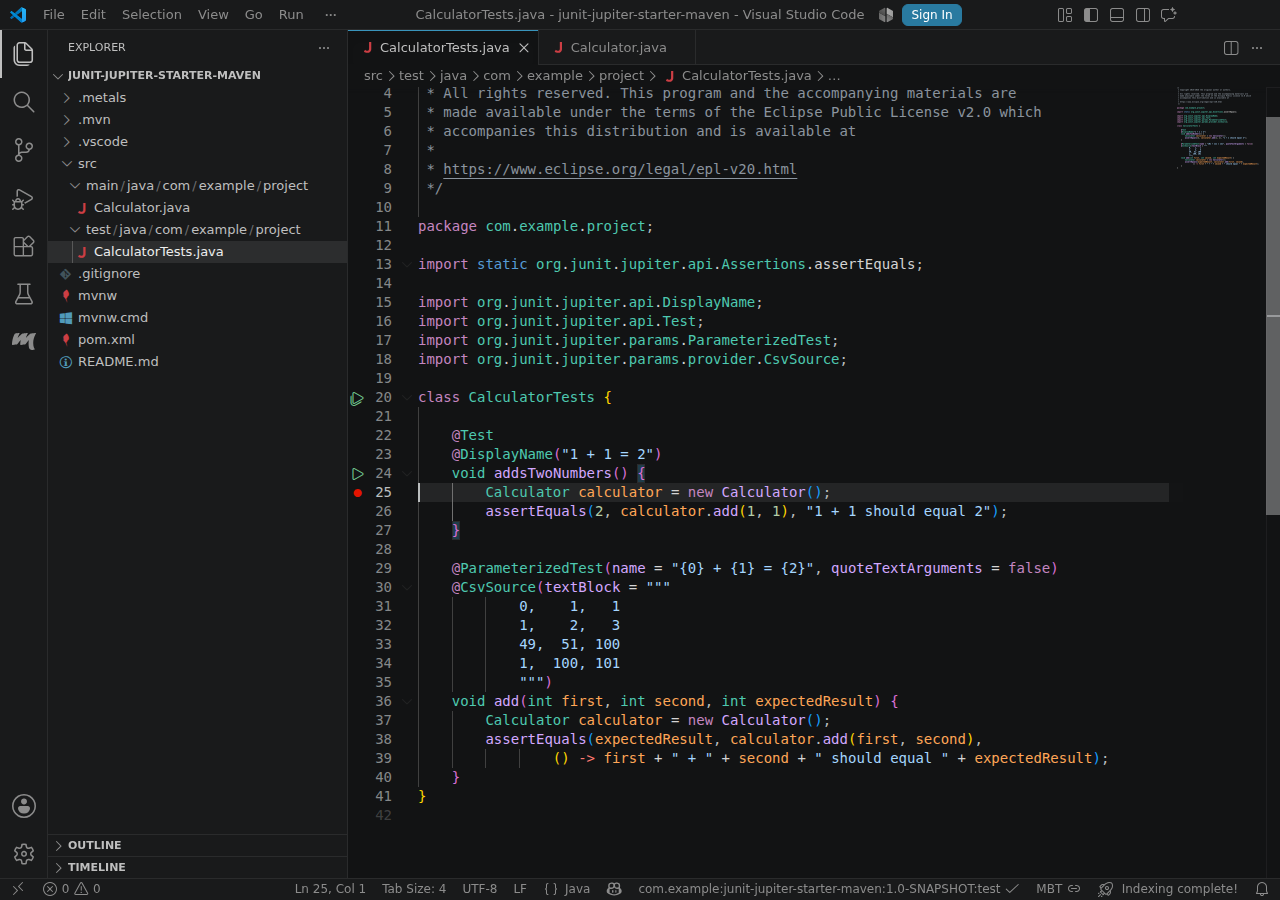 File Edit Selection View Go Run ··· CalculatorTests.java - junit-jupiter-starter-maven - Visual Studio Code Sign In
EXPLORER ···
JUNIT-JUPITER-STARTER-MAVEN
.metals
.mvn
.vscode
src
main/java/com/example/project
Calculator.java
test/java/com/example/project
CalculatorTests.java
.gitignore
mvnw
mvnw.cmd
pom.xml
README.md
OUTLINE
TIMELINE
CalculatorTests.java Calculator.java ···
src > test > java > com > example > project > CalculatorTests.java > ...
4 * All rights reserved. This program and the accompanying materials are
5 * made available under the terms of the Eclipse Public License v2.0 which
6 * accompanies this distribution and is available at
7 *
8 * https://www.eclipse.org/legal/epl-v20.html
9 */
10
11 package com.example.project;
12
13 import static org.junit.jupiter.api.Assertions.assertEquals;
14
15 import org.junit.jupiter.api.DisplayName;
16 import org.junit.jupiter.api.Test;
17 import org.junit.jupiter.params.ParameterizedTest;
18 import org.junit.jupiter.params.provider.CsvSource;
19
20 class CalculatorTests {
21
22 @Test
23 @DisplayName("1 + 1 = 2")
24 void addsTwoNumbers() {
25 Calculator calculator = new Calculator();
26 assertEquals(2, calculator.add(1, 1), "1 + 1 should equal 2");
27 }
28
29 @ParameterizedTest(name = "{0} + {1} = {2}", quoteTextArguments = false)
30 @CsvSource(textBlock = """
31 0, 1, 1
32 1, 2, 3
33 49, 51, 100
34 1, 100, 101
35 """)
36 void add(int first, int second, int expectedResult) {
37 Calculator calculator = new Calculator();
38 assertEquals(expectedResult, calculator.add(first, second),
39 () -> first + " + " + second + " should equal " + expectedResult);
40 }
41 }
42
0 0 Ln 25, Col 1 Tab Size: 4 UTF-8 LF { } Java com.example:junit-jupiter-starter-maven:1.0-SNAPSHOT:test MBT Indexing complete!